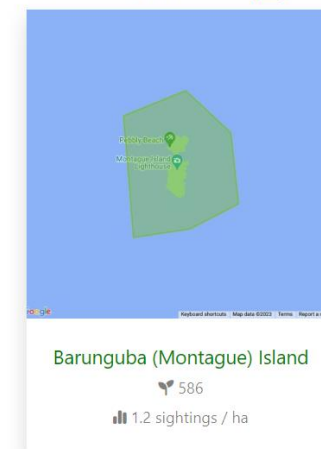 Pebbly Beach
Montague Island
Lighthouse
Google
Keyboard shortcuts Map data ©2023 Terms
Barunguba (Montague) Island
586
1.2 sightings / ha